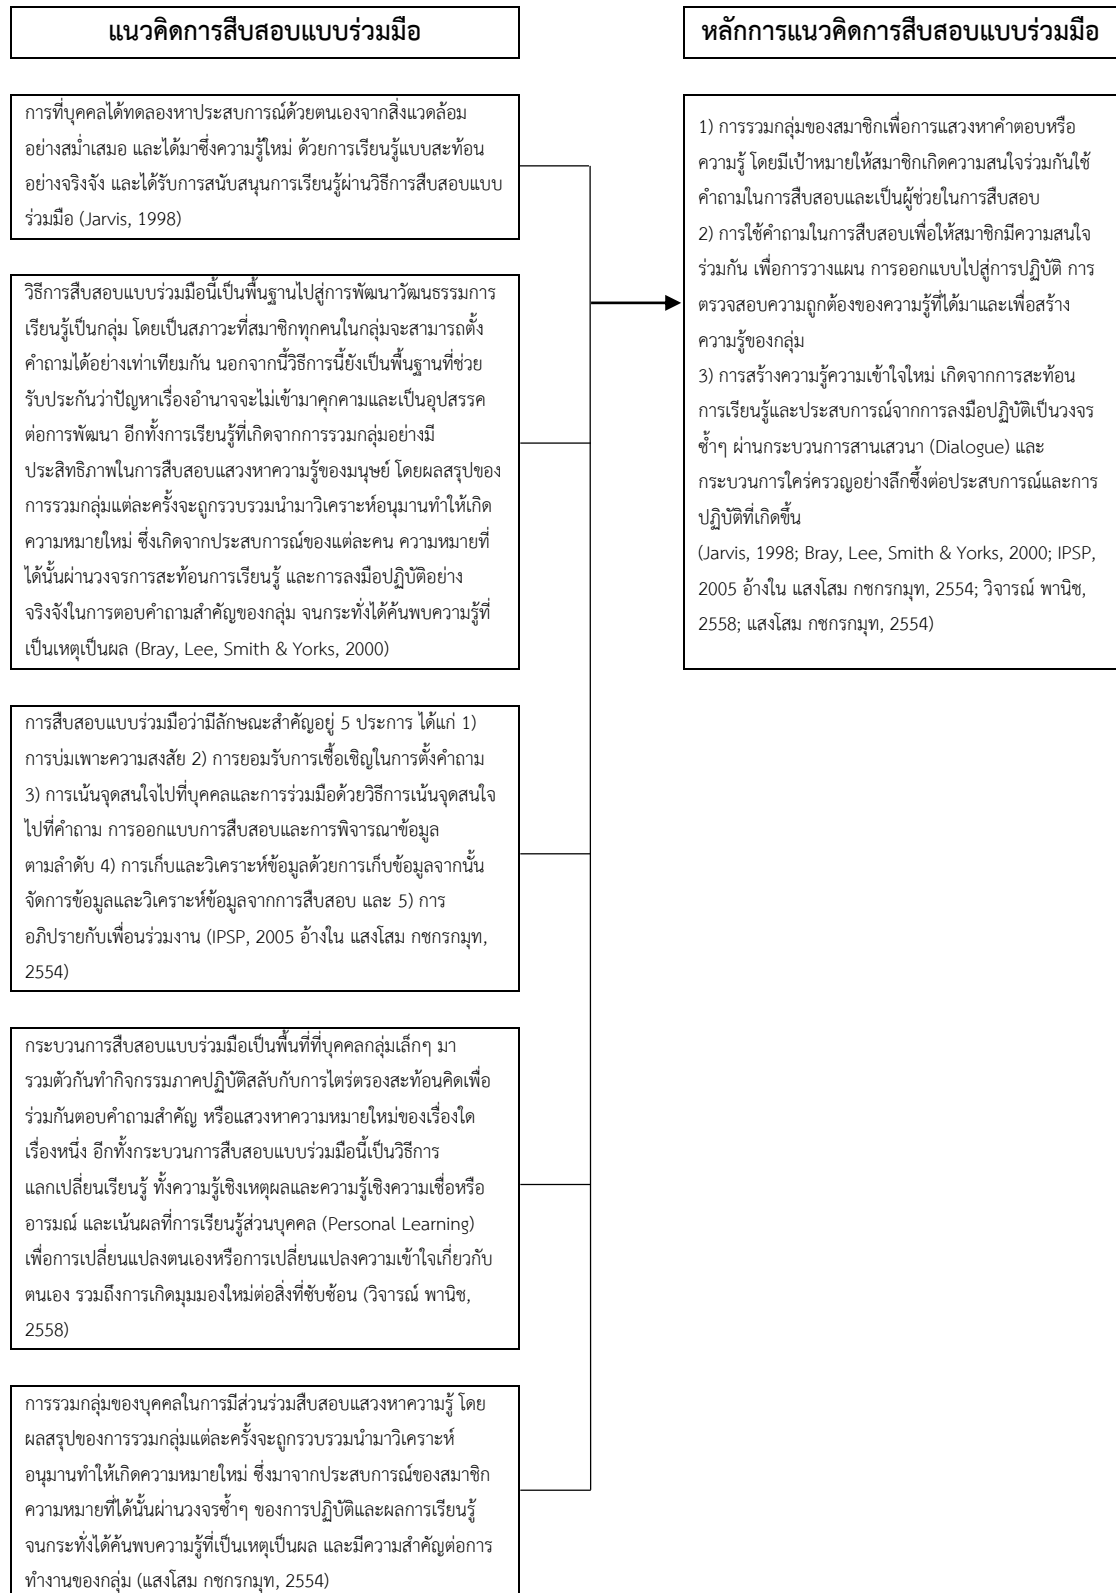 แนวคิดการสืบสอบแบบร่วมมือ
การที่บุคคลได้ทดลองหาประสบการณ์ด้วยตนเองจากสิ่งแวดล้อม
อย่างสม่ำเสมอ และได้มาซึ่งความรู้ใหม่ ด้วยการเรียนรู้แบบสะท้อน
อย่างจริงจัง และได้รับการสนับสนุนการเรียนรู้ผ่านวิธีการสืบสอบแบบ
ร่วมมือ (Jarvis, 1998)
วิธีการสืบสอบแบบร่วมมือนี้เป็นพื้นฐานไปสู่การพัฒนาวัฒนธรรมการ
เรียนรู้เป็นกลุ่ม โดยเป็นสภาวะที่สมาชิกทุกคนในกลุ่มจะสามารถตั้ง
คำถามได้อย่างเท่าเทียมกัน นอกจากนี้วิธีการนี้ยังเป็นพื้นฐานที่ช่วย
รับประกันว่าปัญหาเรื่องอำนาจจะไม่เข้ามาคุกคามและเป็นอุปสรรค
ต่อการพัฒนา อีกทั้งการเรียนรู้ที่เกิดจากการรวมกลุ่มอย่างมี
ประสิทธิภาพในการสืบสอบแสวงหาความรู้ของมนุษย์ โดยผลสรุปของ
การรวมกลุ่มแต่ละครั้งจะถูกรวบรวมนำมาวิเคราะห์อนุมานทำให้เกิด
ความหมายใหม่ ซึ่งเกิดจากประสบการณ์ของแต่ละคน ความหมายที่
ได้นั้นผ่านวงจรการสะท้อนการเรียนรู้ และการลงมือปฏิบัติอย่าง
จริงจังในการตอบคำถามสำคัญของกลุ่ม จนกระทั่งได้ค้นพบความรู้ที่
เป็นเหตุเป็นผล (Bray, Lee, Smith & Yorks, 2000)
การสืบสอบแบบร่วมมือว่ามีลักษณะสำคัญอยู่ 5 ประการ ได้แก่ 1)
การบ่มเพาะความสงสัย 2) การยอมรับการเชื้อเชิญในการตั้งคำถาม
3) การเน้นจุดสนใจไปที่บุคคลและการร่วมมือด้วยวิธีการเน้นจุดสนใจ
ไปที่คำถาม การออกแบบการสืบสอบและการพิจารณาข้อมูล
ตามลำดับ 4) การเก็บและวิเคราะห์ข้อมูลด้วยการเก็บข้อมูลจากนั้น
จัดการข้อมูลและวิเคราะห์ข้อมูลจากการสืบสอบ และ 5) การ
อภิปรายกับเพื่อนร่วมงาน (IPSP, 2005 อ้างใน แสงโสม กชกรกมุท,
2554)
กระบวนการสืบสอบแบบร่วมมือเป็นพื้นที่ที่บุคคลกลุ่มเล็กๆ มา
รวมตัวกันทำกิจกรรมภาคปฏิบัติสลับกับการไตร่ตรองสะท้อนคิดเพื่อ
ร่วมกันตอบคำถามสำคัญ หรือแสวงหาความหมายใหม่ของเรื่องใด
เรื่องหนึ่ง อีกทั้งกระบวนการสืบสอบแบบร่วมมือนี้เป็นวิธีการ
แลกเปลี่ยนเรียนรู้ ทั้งความรู้เชิงเหตุผลและความรู้เชิงความเชื่อหรือ
อารมณ์ และเน้นผลที่การเรียนรู้ส่วนบุคคล (Personal Learning)
เพื่อการเปลี่ยนแปลงตนเองหรือการเปลี่ยนแปลงความเข้าใจเกี่ยวกับ
ตนเอง รวมถึงการเกิดมุมมองใหม่ต่อสิ่งที่ซับซ้อน (วิจารณ์ พานิช,
2558)
การรวมกลุ่มของบุคคลในการมีส่วนร่วมสืบสอบแสวงหาความรู้ โดย
ผลสรุปของการรวมกลุ่มแต่ละครั้งจะถูกรวบรวมนำมาวิเคราะห์
อนุมานทำให้เกิดความหมายใหม่ ซึ่งมาจากประสบการณ์ของสมาชิก
ความหมายที่ได้นั้นผ่านวงจรซ้ำๆ ของการปฏิบัติและผลการเรียนรู้
จนกระทั่งได้ค้นพบความรู้ที่เป็นเหตุเป็นผล และมีความสำคัญต่อการ
ทำงานของกลุ่ม (แสงโสม กชกรกมุท, 2554)
หลักการแนวคิดการสืบสอบแบบร่วมมือ
1) การรวมกลุ่มของสมาชิกเพื่อการแสวงหาคำตอบหรือ
ความรู้ โดยมีเป้าหมายให้สมาชิกเกิดความสนใจร่วมกันใช้
คำถามในการสืบสอบและเป็นผู้ช่วยในการสืบสอบ
2) การใช้คำถามในการสืบสอบเพื่อให้สมาชิกมีความสนใจ
ร่วมกัน เพื่อการวางแผน การออกแบบไปสู่การปฏิบัติ การ
ตรวจสอบความถูกต้องของความรู้ที่ได้มาและเพื่อสร้าง
ความรู้ของกลุ่ม
3) การสร้างความรู้ความเข้าใจใหม่ เกิดจากการสะท้อน
การเรียนรู้และประสบการณ์จากการลงมือปฏิบัติเป็นวงจร
ซ้ำๆ ผ่านกระบวนการสานเสวนา (Dialogue) และ
กระบวนการใคร่ครวญอย่างลึกซึ้งต่อประสบการณ์และการ
ปฏิบัติที่เกิดขึ้น
(Jarvis, 1998; Bray, Lee, Smith & Yorks, 2000; IPSP,
2005 อ้างใน แสงโสม กชกรกมุท, 2554; วิจารณ์ พานิช,
2558; แสงโสม กชกรกมุท, 2554)